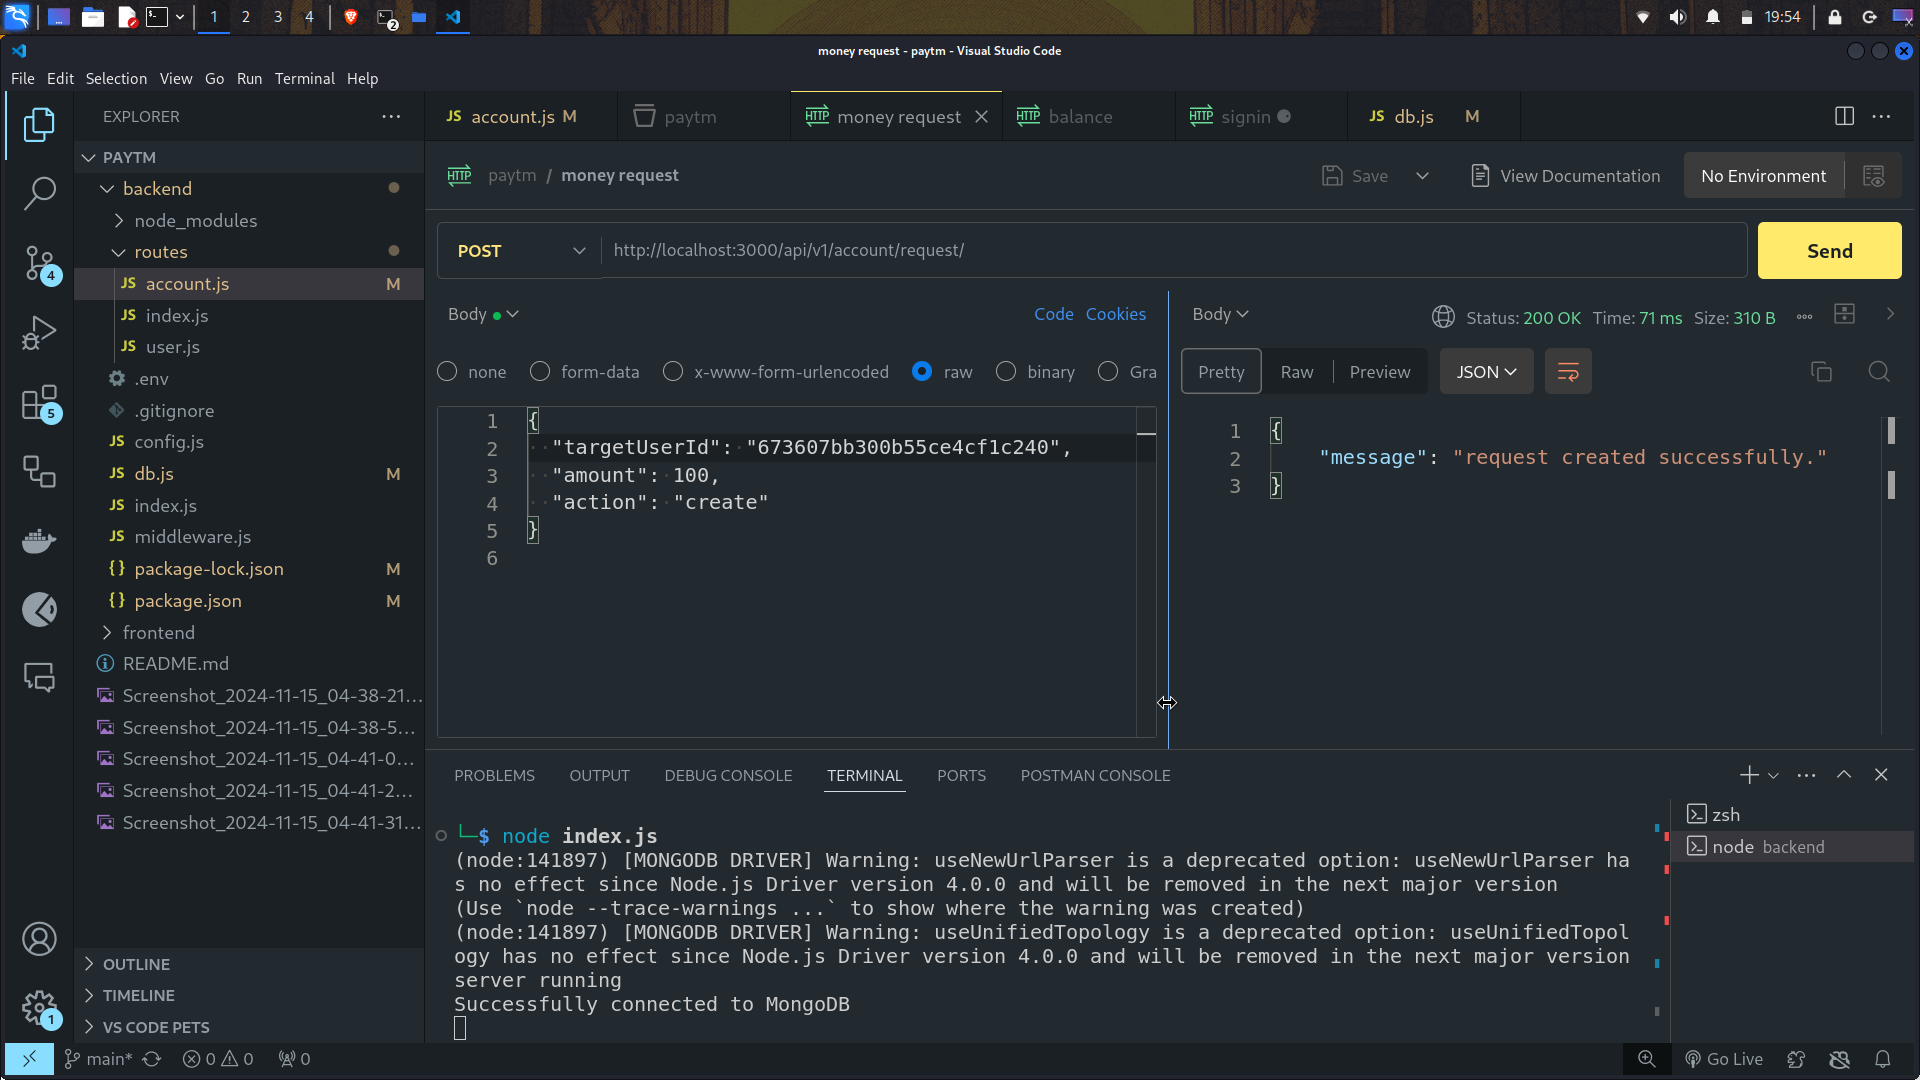 1 2 3 4
2
19:54
money request - paytm - Visual Studio Code
File Edit Selection View Go Run Terminal Help
EXPLORER
PAYTM
backend
node_modules
routes
JS account.js M
JS index.js
JS user.js
.env
.gitignore
JS config.js
JS db.js M
JS index.js
JS middleware.js
{} package-lock.json M
{} package.json M
frontend
README.md
Screenshot_2024-11-15_04-38-21...
Screenshot_2024-11-15_04-38-5...
Screenshot_2024-11-15_04-41-0...
Screenshot_2024-11-15_04-41-2...
Screenshot_2024-11-15_04-41-31...
OUTLINE
TIMELINE
VS CODE PETS
4
5
1
JS account.js M
paytm
HTTP money request
HTTP balance
HTTP signin
JS db.js M
HTTP paytm / money request
Save
View Documentation
No Environment
POST http://localhost:3000/api/v1/account/request/
Send
Body
Code Cookies
none form-data x-www-form-urlencoded raw binary Gra
1 {
2 "targetUserId": "673607bb300b55ce4cf1c240",
3 "amount": 100,
4 "action": "create"
5 }
6
Body
Status: 200 OK Time: 71 ms Size: 310 B
Pretty Raw Preview JSON
1 {
2 "message": "request created successfully."
3 }
PROBLEMS OUTPUT DEBUG CONSOLE TERMINAL PORTS POSTMAN CONSOLE
└─$ node index.js
(node:141897) [MONGODB DRIVER] Warning: useNewUrlParser is a deprecated option: useNewUrlParser ha
s no effect since Node.js Driver version 4.0.0 and will be removed in the next major version
(Use `node --trace-warnings ...` to show where the warning was created)
(node:141897) [MONGODB DRIVER] Warning: useUnifiedTopology is a deprecated option: useUnifiedTopol
ogy has no effect since Node.js Driver version 4.0.0 and will be removed in the next major version
server running
Successfully connected to MongoDB
zsh
node backend
main* 0 0 0
Go Live